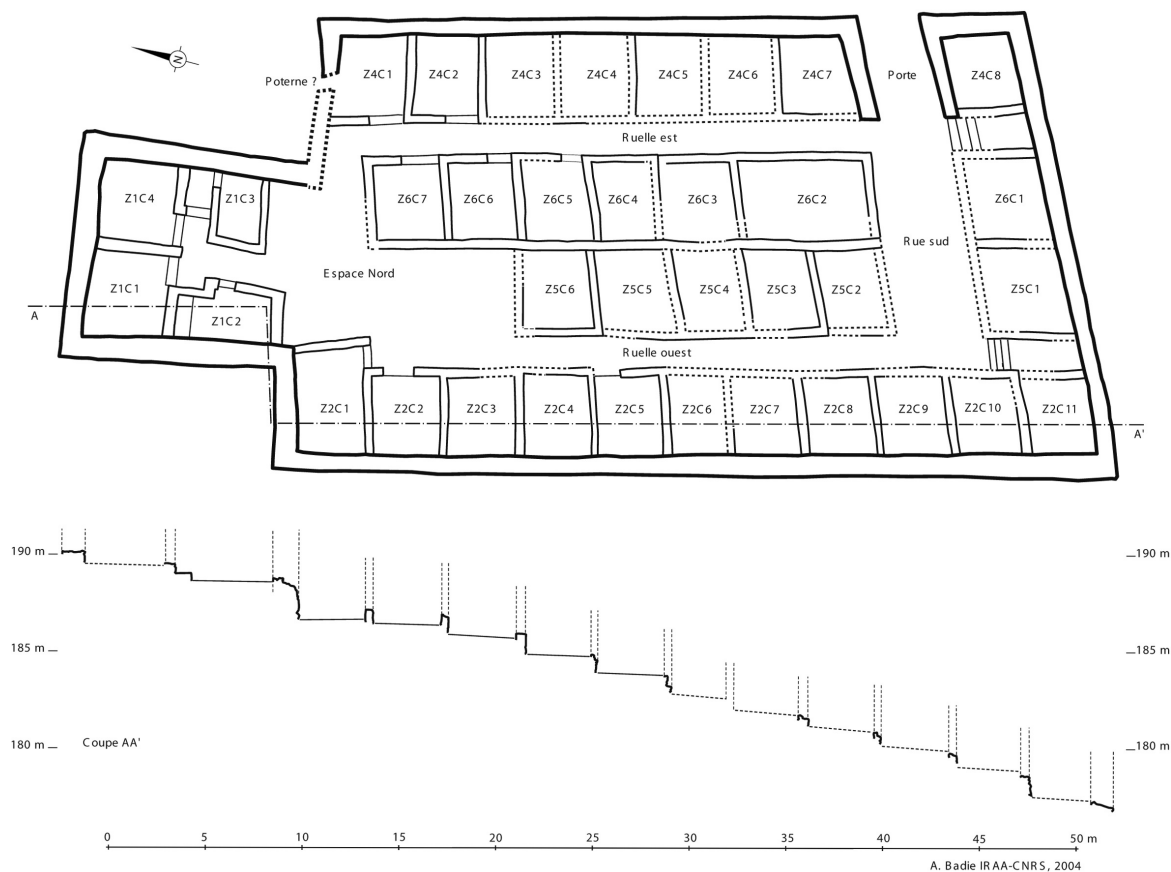 N
Poterne ?
Z4C1 Z4C2 Z4C3 Z4C4 Z4C5 Z4C6 Z4C7 Porte Z4C8
Ruelle est
Z1C4 Z1C3 Z6C7 Z6C6 Z6C5 Z6C4 Z6C3 Z6C2 Z6C1
Rue sud
Espace Nord
Z1C1 Z5C6 Z5C5 Z5C4 Z5C3 Z5C2 Z5C1
A Z1C2
Ruelle ouest
Z2C1 Z2C2 Z2C3 Z2C4 Z2C5 Z2C6 Z2C7 Z2C8 Z2C9 Z2C10 Z2C11
A'
190 m 190 m
185 m 185 m
180 m Coupe AA' 180 m
0 5 10 15 20 25 30 35 40 45 50 m
A. Badie IRAA-CNRS, 2004